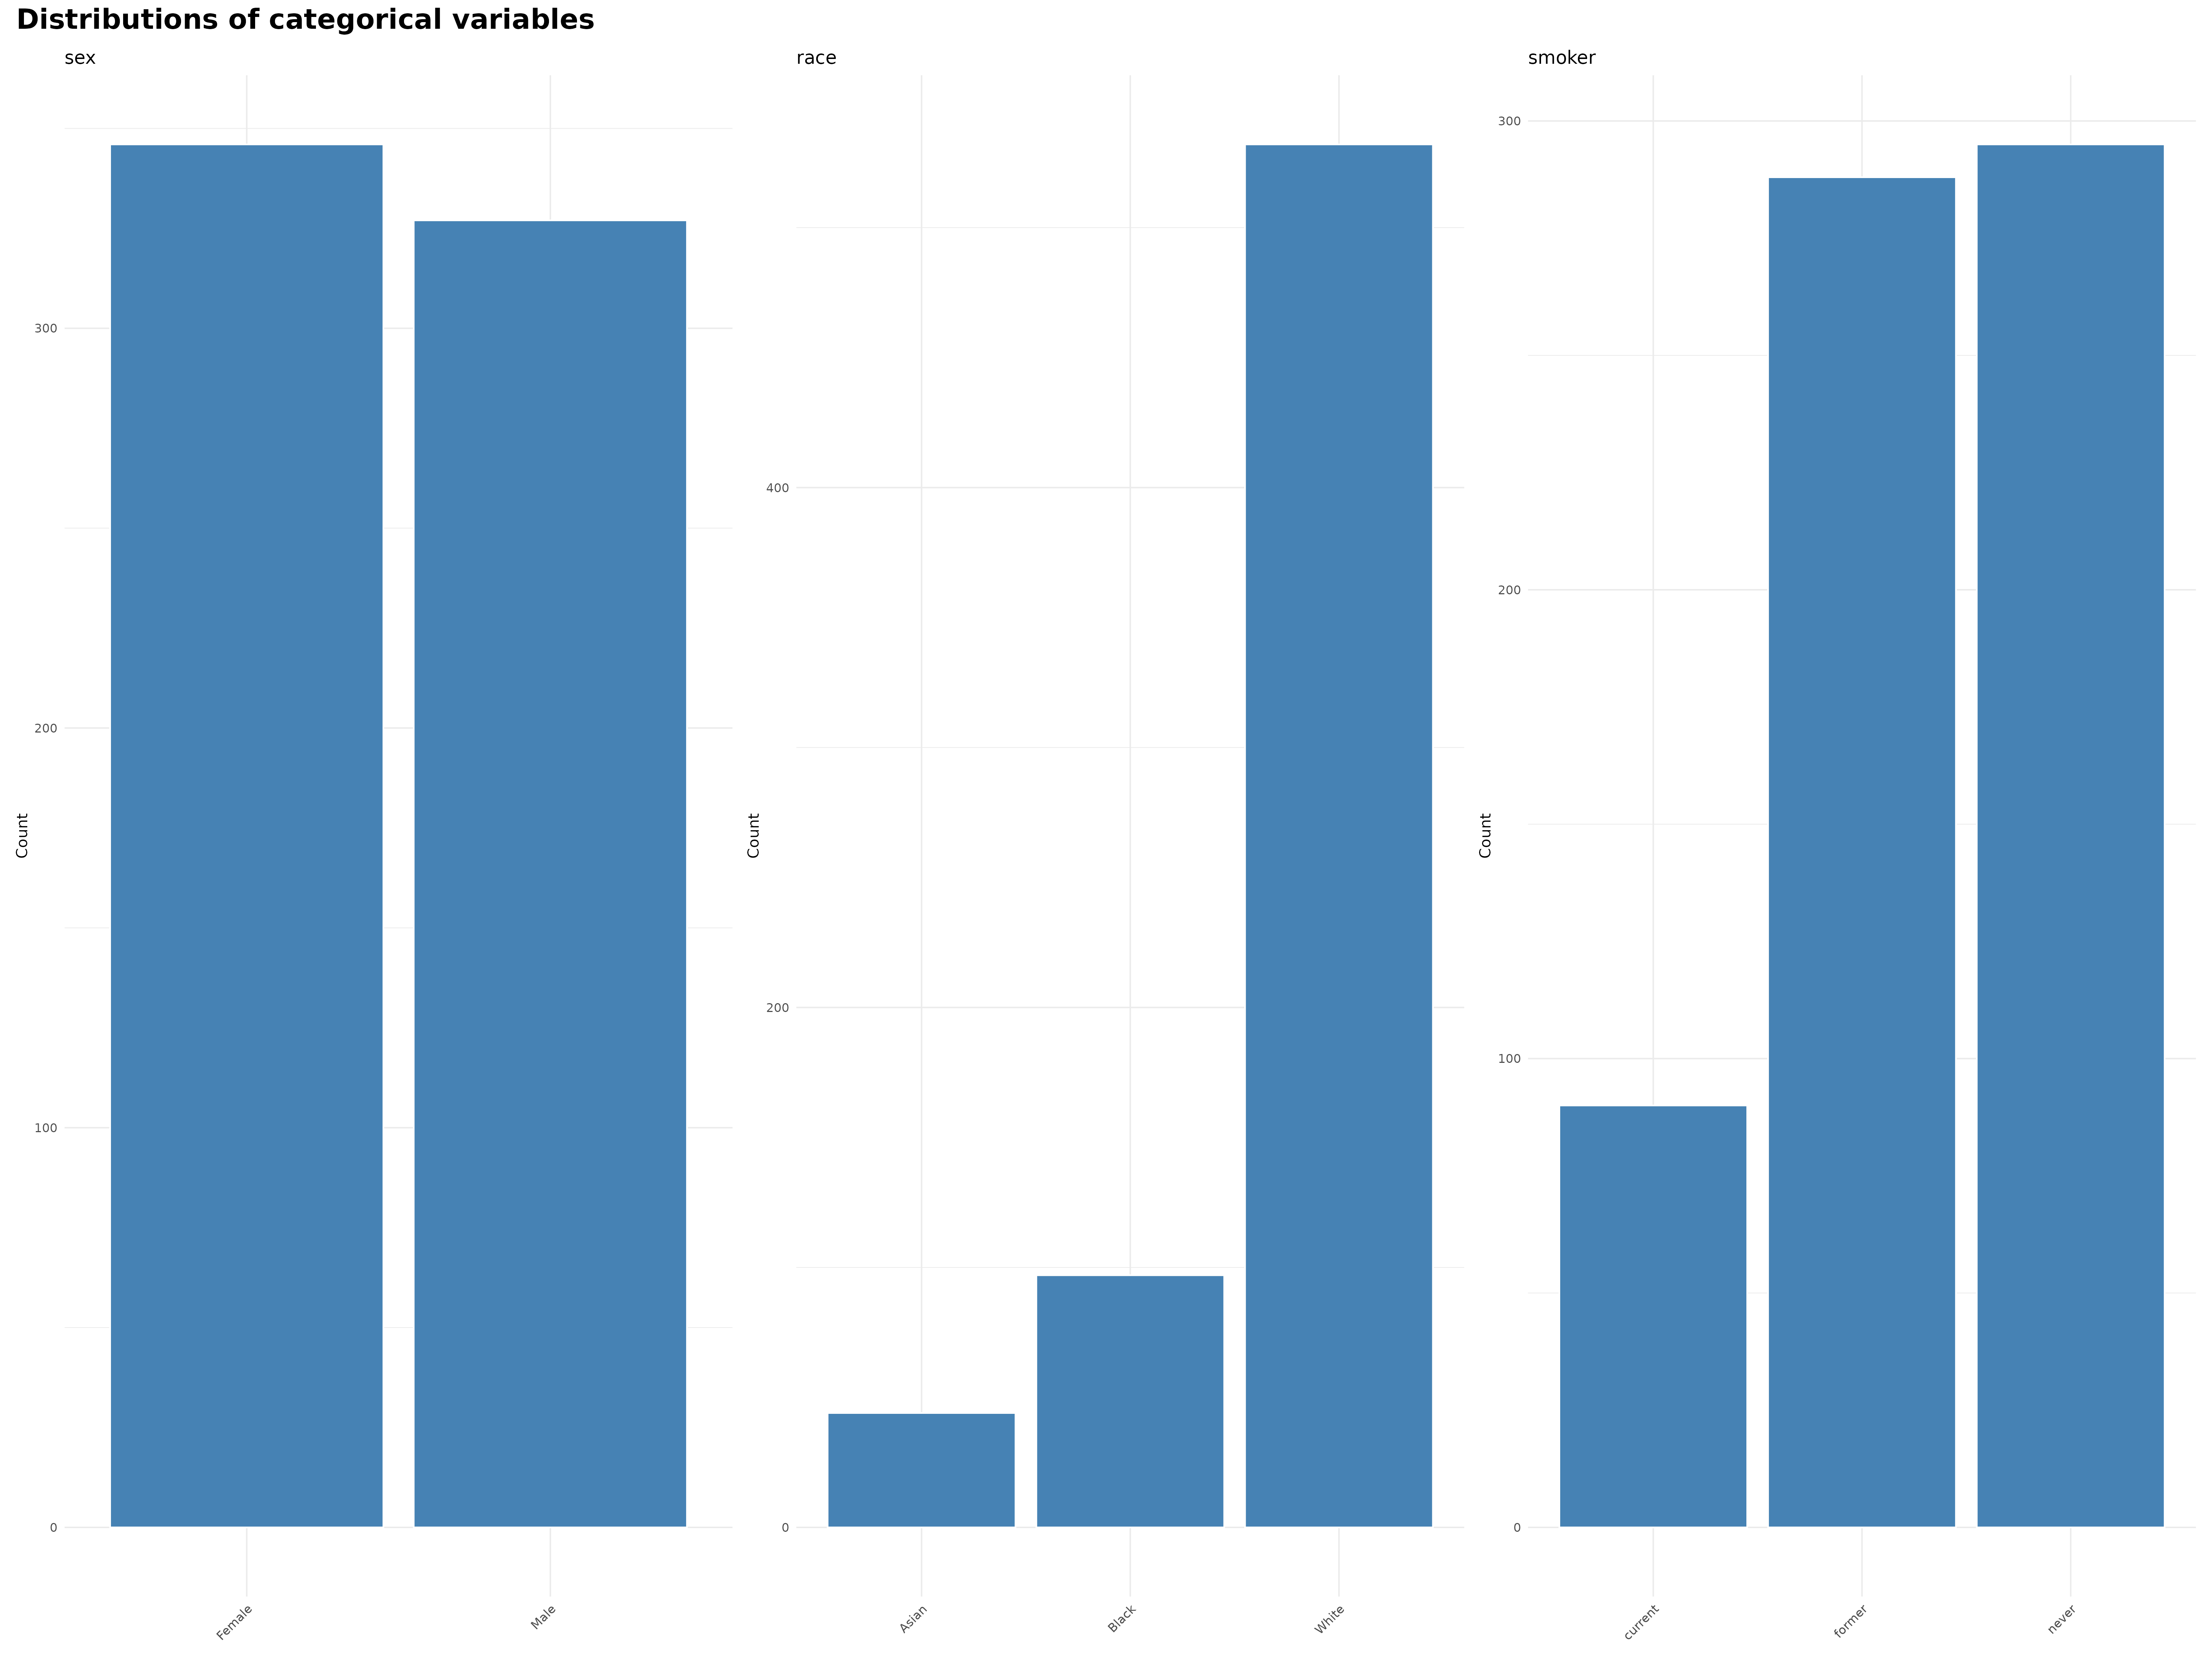 Distributions of categorical variables
sex
Count
300
200
100
0
Female
Male
race
Count
400
200
0
Asian
Black
White
smoker
Count
300
200
100
0
current
former
never